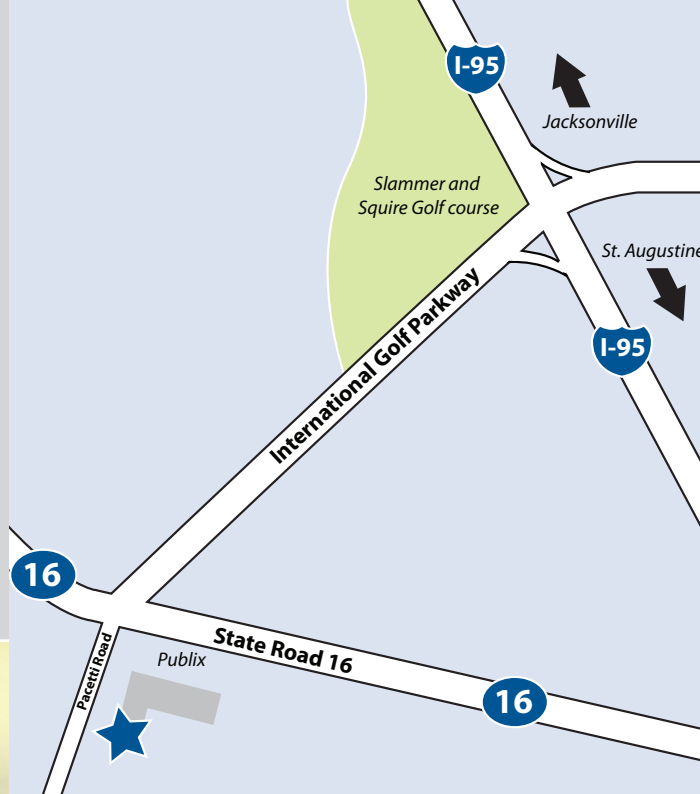 I-95
Jacksonville
Slammer and
Squire Golf course
St. Augustine
I-95
International Golf Parkway
16
State Road 16
Pacetti Road
Publix
16